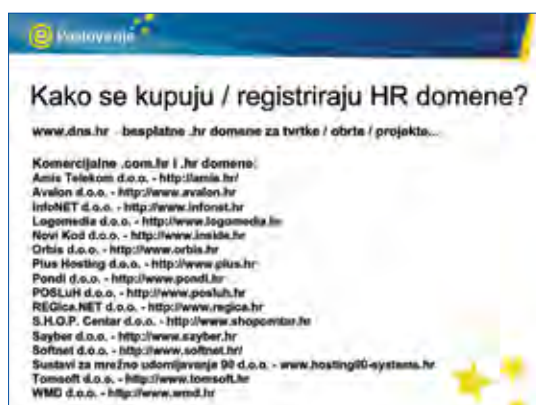 e Poslovanje
Kako se kupuju / registriraju HR domene?
www.dns.hr besplatne .hr domene za tvrtke / obrte / projekte...
Komercijalne .com.hr i .hr domene:
Amis Telekom d.o.o. - http://amis.hr/
Avalon d.o.o. - http://www.avalon.hr
InfoNET d.o.o. - http://www.infonet.hr
Logomedia d.o.o. - http://www.logomedia.hr
Novi Kod d.o.o. - http://www.inside.hr
Orbis d.o.o. - http://www.orbis.hr
Plus Hosting d.o.o. - http://www.plus.hr
Pondi d.o.o. - http://www.pondi.hr
POSLuH d.o.o. - http://www.posluh.hr
REGica.NET d.o.o. - http://www.regica.hr
S.H.O.P. Centar d.o.o. - http://www.shopcentar.hr
Sayber d.o.o. - http://www.sayber.hr
Softnet d.o.o. - http://www.softnet.hr/
Sustavi za mrežno udomljavanje 90 d.o.o. - www.hosting90-systems.hr
Tomsoft d.o.o. - http://www.tomsoft.hr
WMD d.o.o. - http://www.wmd.hr